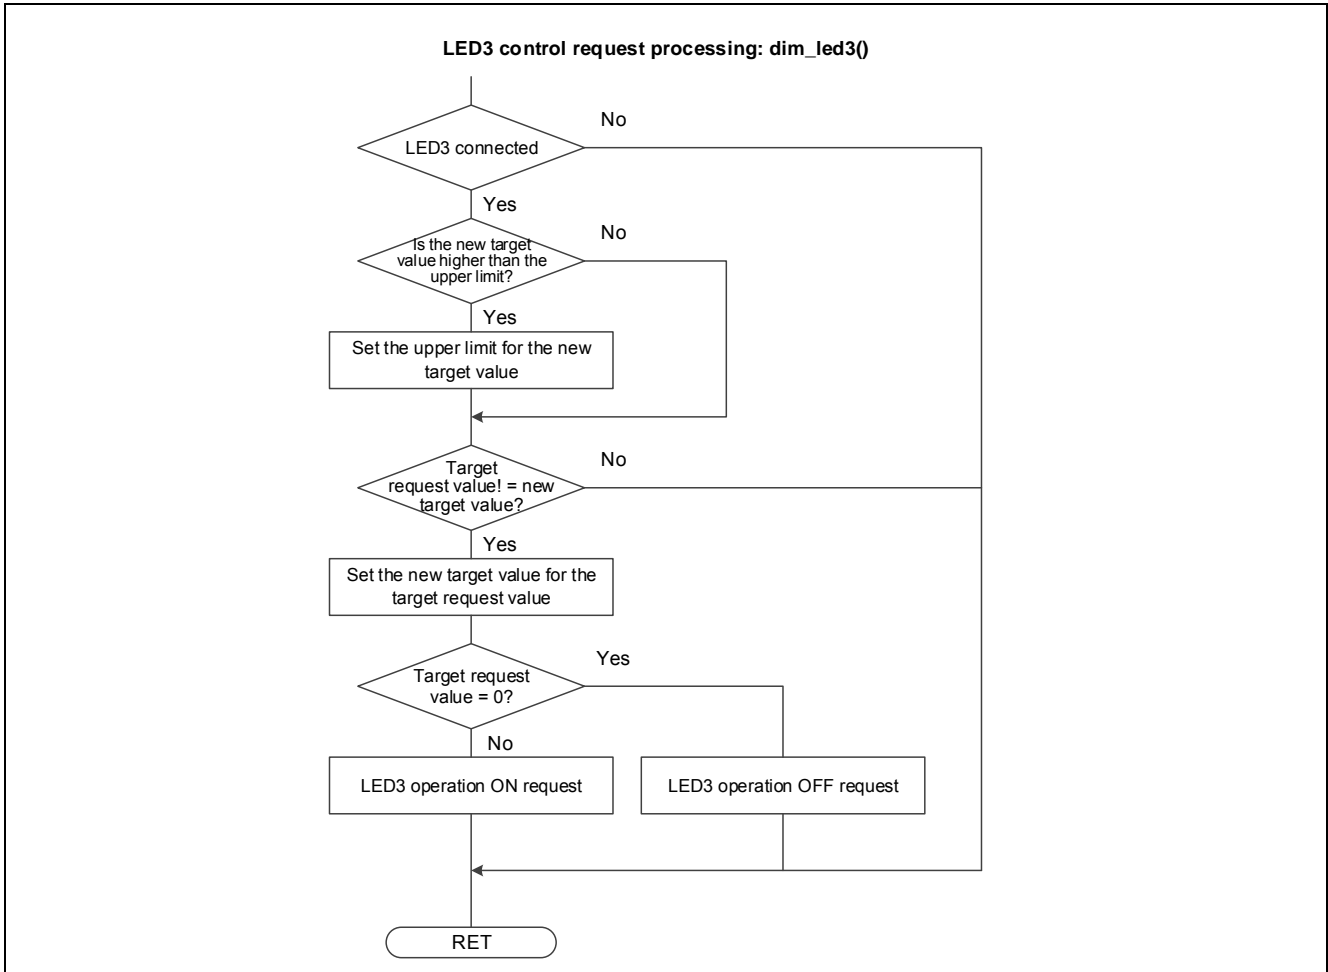 LED3 control request processing: dim_led3()
No
LED3 connected
Yes
No
Is the new target
value higher than the
upper limit?
Yes
Set the upper limit for the new
target value
No
Target
request value! = new
target value?
Yes
Set the new target value for the
target request value
Yes
Target request
value = 0?
No
LED3 operation ON request
LED3 operation OFF request
RET